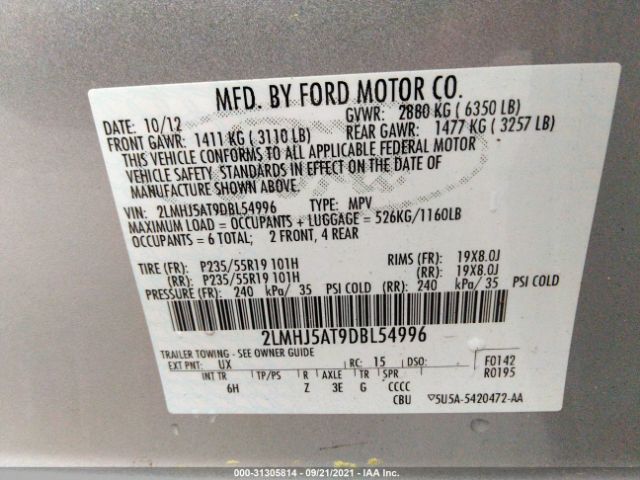 MFD. BY FORD MOTOR CO.
DATE: 10/12 GVWR: 2880 KG ( 6350 LB)
FRONT GAWR: 1411 KG ( 3110 LB) REAR GAWR: 1477 KG ( 3257 LB)
THIS VEHICLE CONFORMS TO ALL APPLICABLE FEDERAL MOTOR
VEHICLE SAFETY STANDARDS IN EFFECT ON THE DATE OF
MANUFACTURE SHOWN ABOVE.
VIN: 2LMHJ5AT9DBL54996 TYPE: MPV
MAXIMUM LOAD = OCCUPANTS + LUGGAGE = 526KG/1160LB
OCCUPANTS = 6 TOTAL; 2 FRONT, 4 REAR
TIRE (FR): P235/55R19 101H RIMS (FR): 19X8.0J
(RR): P235/55R19 101H (RR): 19X8.0J
PRESSURE (FR): 240 kPa/ 35 PSI COLD (RR): 240 kPa/ 35 PSI COLD
2LMHJ5AT9DBL54996
TRAILER TOWING - SEE OWNER GUIDE
EXT PNT: UX RC: 15 DSO: F0142
INT TR TP/PS R AXLE TR SPR R0195
6H Z 3E G CCCC
CBU ▽5U5A-5420472-AA
000-31305814 - 09/21/2021 - IAA Inc.